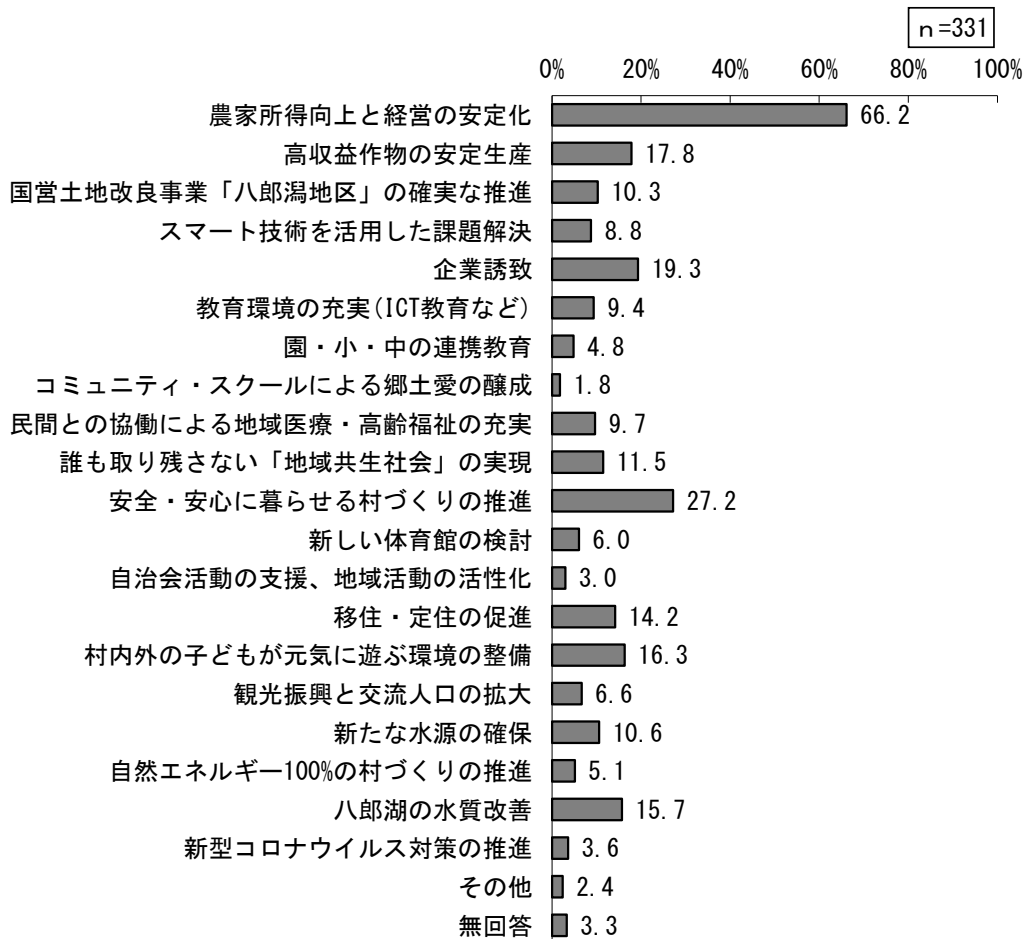 n=331
0% 20% 40% 60% 80% 100%
農家所得向上と経営の安定化 66.2
高収益作物の安定生産 17.8
国営土地改良事業「八郎潟地区」の確実な推進 10.3
スマート技術を活用した課題解決 8.8
企業誘致 19.3
教育環境の充実(ICT教育など) 9.4
園・小・中の連携教育 4.8
コミュニティ・スクールによる郷土愛の醸成 1.8
民間との協働による地域医療・高齢福祉の充実 9.7
誰も取り残さない「地域共生社会」の実現 11.5
安全・安心に暮らせる村づくりの推進 27.2
新しい体育館の検討 6.0
自治会活動の支援、地域活動の活性化 3.0
移住・定住の促進 14.2
村内外の子どもが元気に遊ぶ環境の整備 16.3
観光振興と交流人口の拡大 6.6
新たな水源の確保 10.6
自然エネルギー100%の村づくりの推進 5.1
八郎湖の水質改善 15.7
新型コロナウイルス対策の推進 3.6
その他 2.4
無回答 3.3